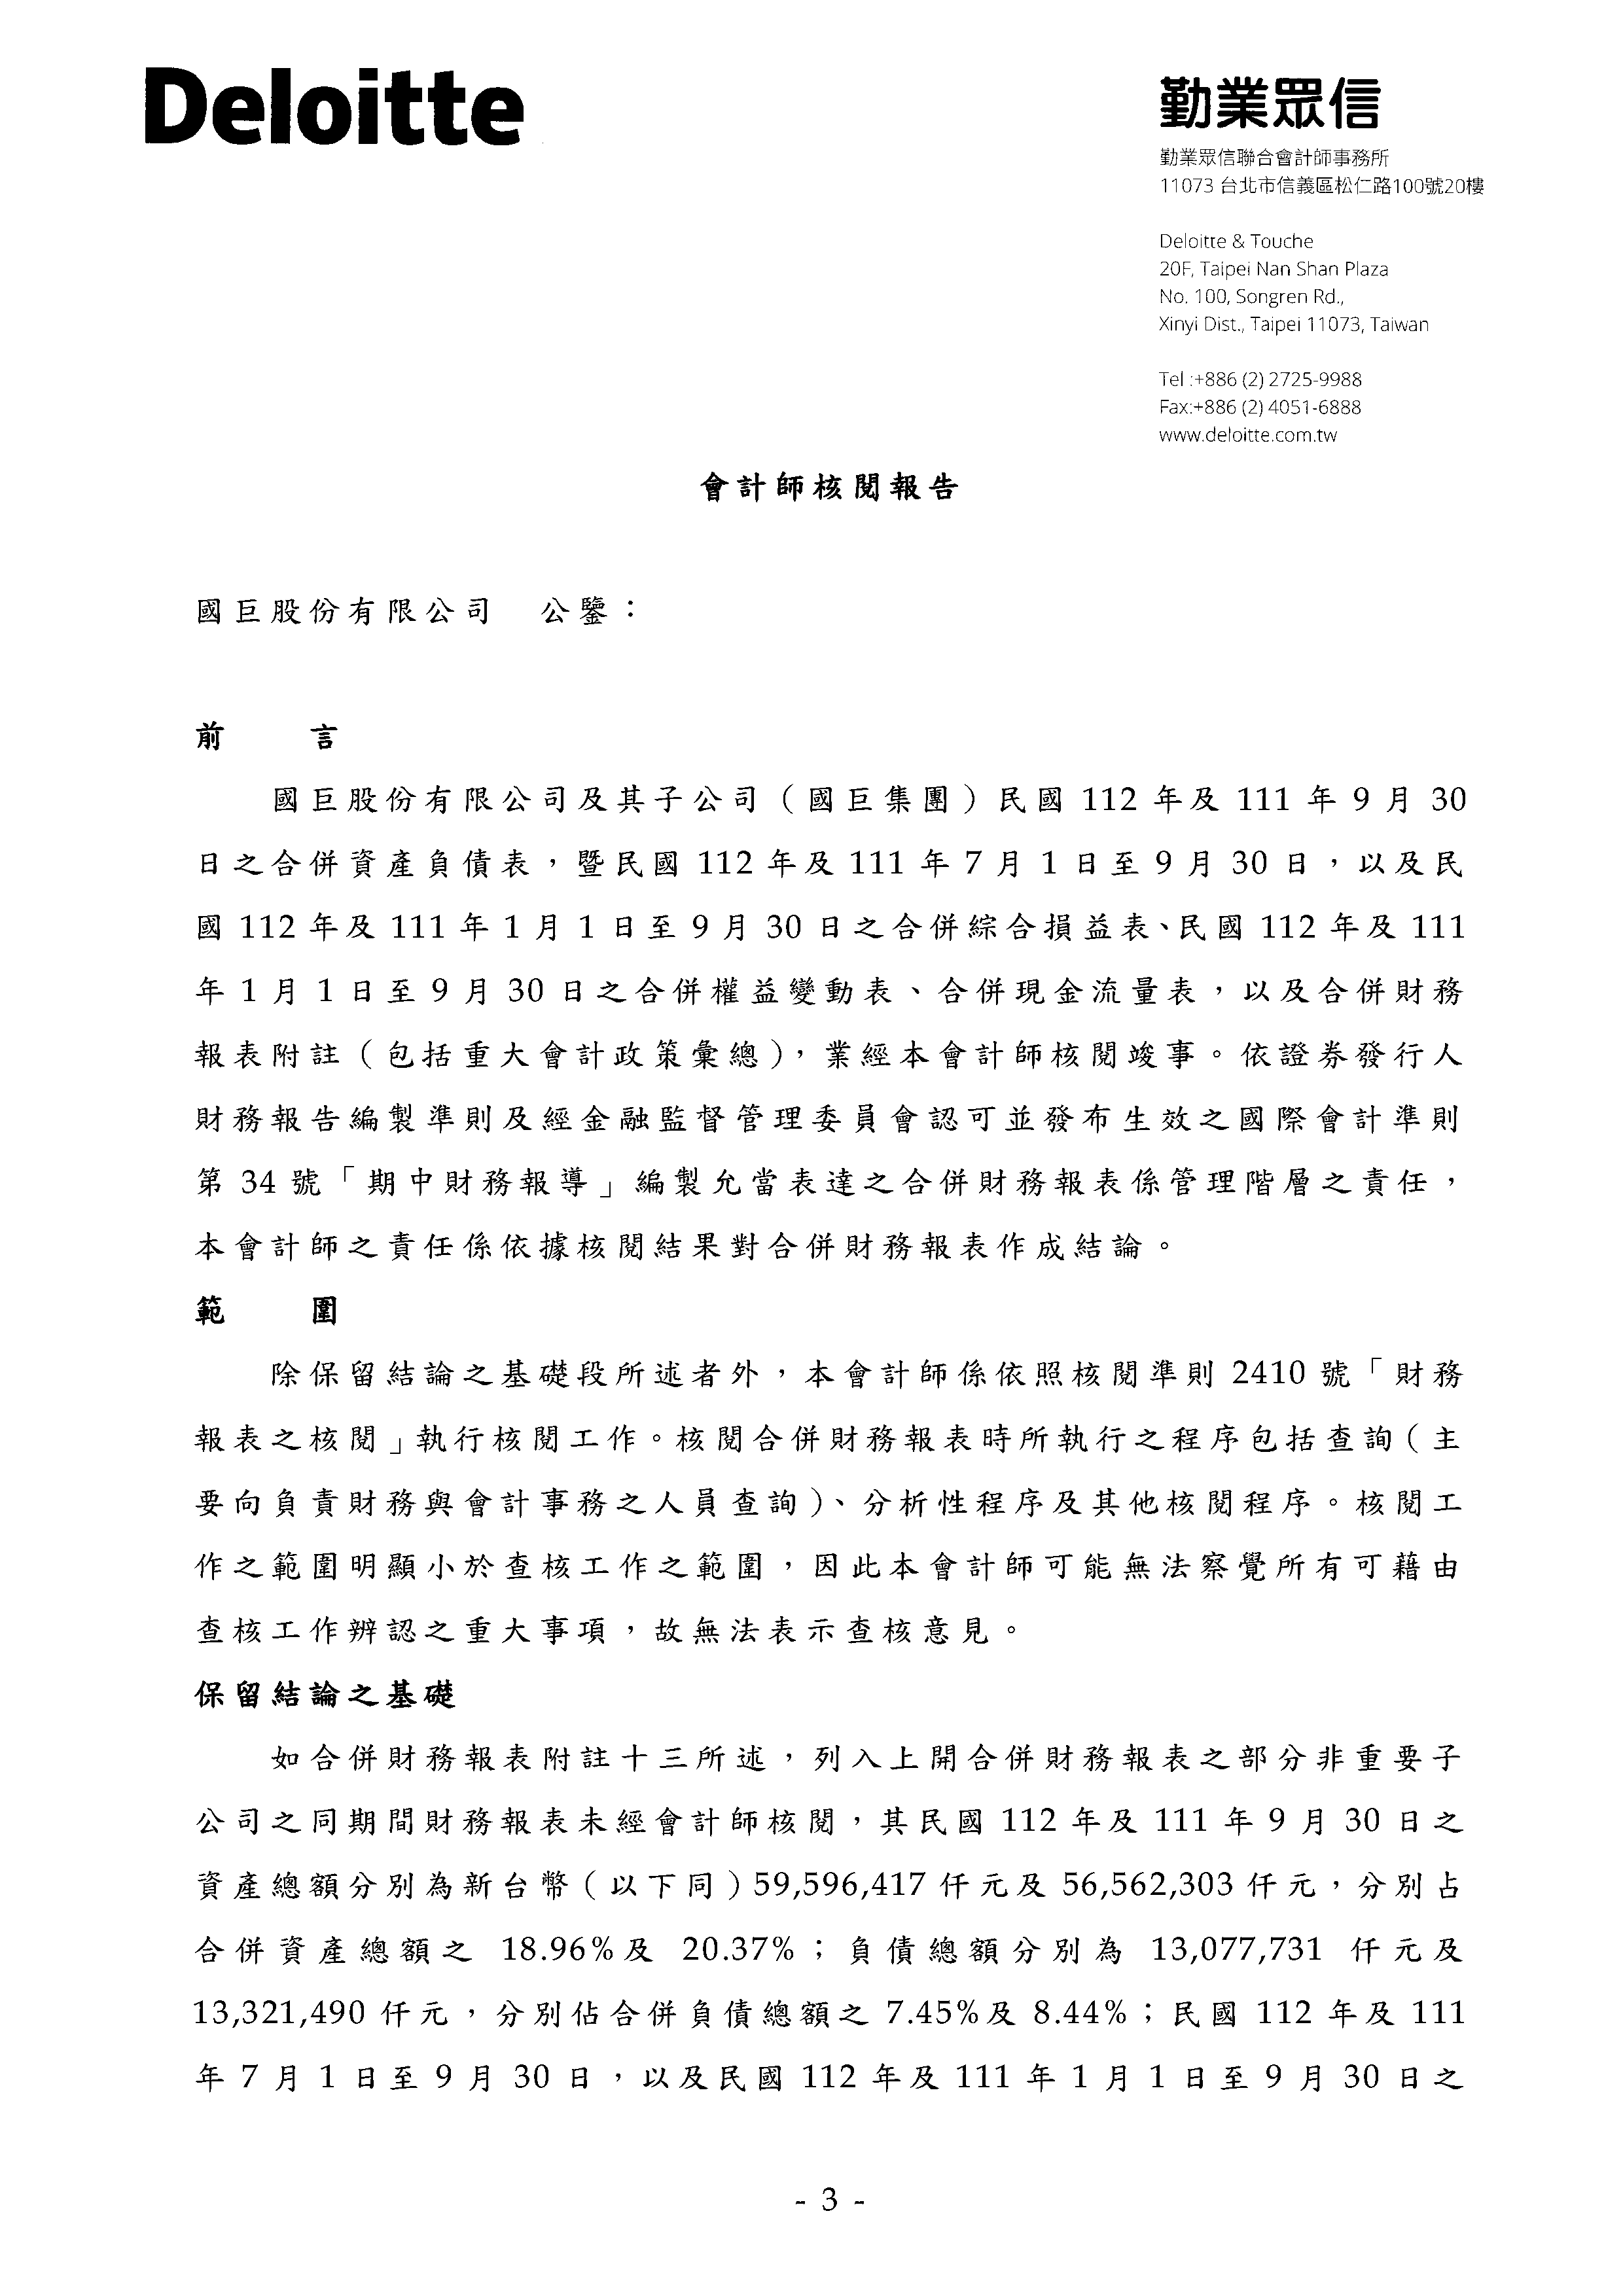 Deloitte
勤業眾信
勤業眾信聯合會計師事務所
11073 台北市信義區松仁路100號20樓
Deloitte & Touche
20F, Taipei Nan Shan Plaza
No. 100, Songren Rd.,
Xinyi Dist., Taipei 11073, Taiwan
Tel :+886 (2) 2725-9988
Fax:+886 (2) 4051-6888
www.deloitte.com.tw
會計師核閱報告
國巨股份有限公司　公鑒：
前　　言
國巨股份有限公司及其子公司（國巨集團）民國 112 年及 111 年 9 月 30
日之合併資產負債表，暨民國 112 年及 111 年 7 月 1 日至 9 月 30 日，以及民
國 112 年及 111 年 1 月 1 日至 9 月 30 日之合併綜合損益表、民國 112 年及 111
年 1 月 1 日至 9 月 30 日之合併權益變動表、合併現金流量表，以及合併財務
報表附註（包括重大會計政策彙總），業經本會計師核閱竣事。依證券發行人
財務報告編製準則及經金融監督管理委員會認可並發布生效之國際會計準則
第 34 號「期中財務報導」編製允當表達之合併財務報表係管理階層之責任，
本會計師之責任係依據核閱結果對合併財務報表作成結論。
範　　圍
除保留結論之基礎段所述者外，本會計師係依照核閱準則 2410 號「財務
報表之核閱」執行核閱工作。核閱合併財務報表時所執行之程序包括查詢（主
要向負責財務與會計事務之人員查詢）、分析性程序及其他核閱程序。核閱工
作之範圍明顯小於查核工作之範圍，因此本會計師可能無法察覺所有可藉由
查核工作辨認之重大事項，故無法表示查核意見。
保留結論之基礎
如合併財務報表附註十三所述，列入上開合併財務報表之部分非重要子
公司之同期間財務報表未經會計師核閱，其民國 112 年及 111 年 9 月 30 日之
資產總額分別為新台幣（以下同）59,596,417 仟元及 56,562,303 仟元，分別占
合併資產總額之 18.96%及 20.37%；負債總額分別為 13,077,731 仟元及
13,321,490 仟元，分別佔合併負債總額之 7.45%及 8.44%；民國 112 年及 111
年 7 月 1 日至 9 月 30 日，以及民國 112 年及 111 年 1 月 1 日至 9 月 30 日之
- 3 -